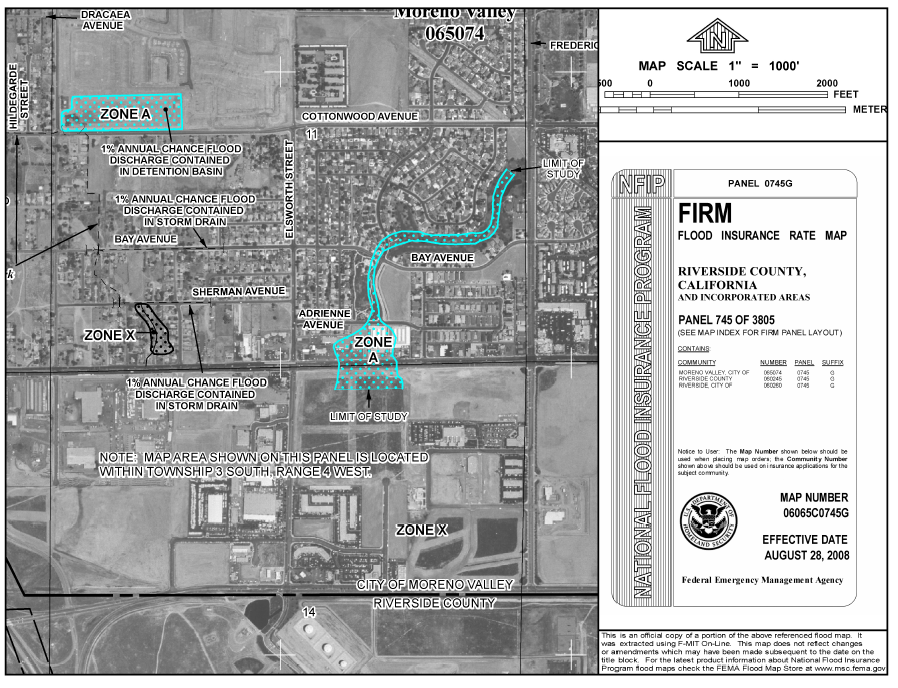 DRACAEA
AVENUE
Moreno Valley
065074
FREDERIC
HILDEGARDE
STREET
ZONE A
COTTONWOOD AVENUE
11
1% ANNUAL CHANCE FLOOD
DISCHARGE CONTAINED
IN DETENTION BASIN
ELSWORTH STREET
LIMIT OF
STUDY
1% ANNUAL CHANCE FLOOD
DISCHARGE CONTAINED
IN STORM DRAIN
BAY AVENUE
BAY AVENUE
k
SHERMAN AVENUE
ADRIENNE
AVENUE
ZONE X
ZONE
A
1% ANNUAL CHANCE FLOOD
DISCHARGE CONTAINED
IN STORM DRAIN
LIMIT OF STUDY
NOTE: MAP AREA SHOWN ON THIS PANEL IS LOCATED
WITHIN TOWNSHIP 3 SOUTH, RANGE 4 WEST.
ZONE X
CITY OF MORENO VALLEY
RIVERSIDE COUNTY
14
N
MAP SCALE 1" = 1000'
500 0 1000 2000
FEET
METER
NFIP
PANEL 0745G
NATIONAL FLOOD INSURANCE PROGRAM
FIRM
FLOOD INSURANCE RATE MAP
RIVERSIDE COUNTY,
CALIFORNIA
AND INCORPORATED AREAS
PANEL 745 OF 3805
(SEE MAP INDEX FOR FIRM PANEL LAYOUT)
CONTAINS:
COMMUNITY NUMBER PANEL SUFFIX
MORENO VALLEY, CITY OF 065074 0745 G
RIVERSIDE COUNTY 060245 0745 G
RIVERSIDE, CITY OF 060260 0745 G
Notice to User: The Map Number shown below should be
used when placing map orders; the Community Number
shown above should be used on insurance applications for the
subject community.
U.S. DEPARTMENT OF
HOMELAND SECURITY
MAP NUMBER
06065C0745G
EFFECTIVE DATE
AUGUST 28, 2008
Federal Emergency Management Agency
This is an official copy of a portion of the above referenced flood map. It
was extracted using F-MIT On-Line. This map does not reflect changes
or amendments which may have been made subsequent to the date on the
title block. For the latest product information about National Flood Insurance
Program flood maps check the FEMA Flood Map Store at www.msc.fema.gov